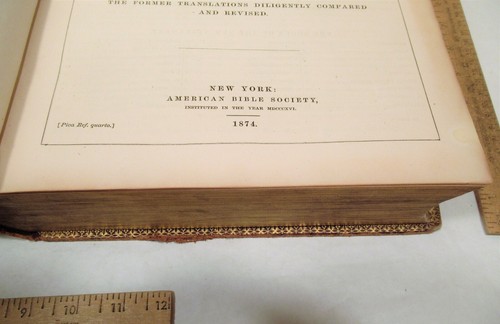 THE FORMER TRANSLATIONS DILIGENTLY COMPARED
AND REVISED.
NEW YORK:
AMERICAN BIBLE SOCIETY,
INSTITUTED IN THE YEAR MDCCCXVI.
1874.
[Pica Ref. quarto.]
9 10 11 12